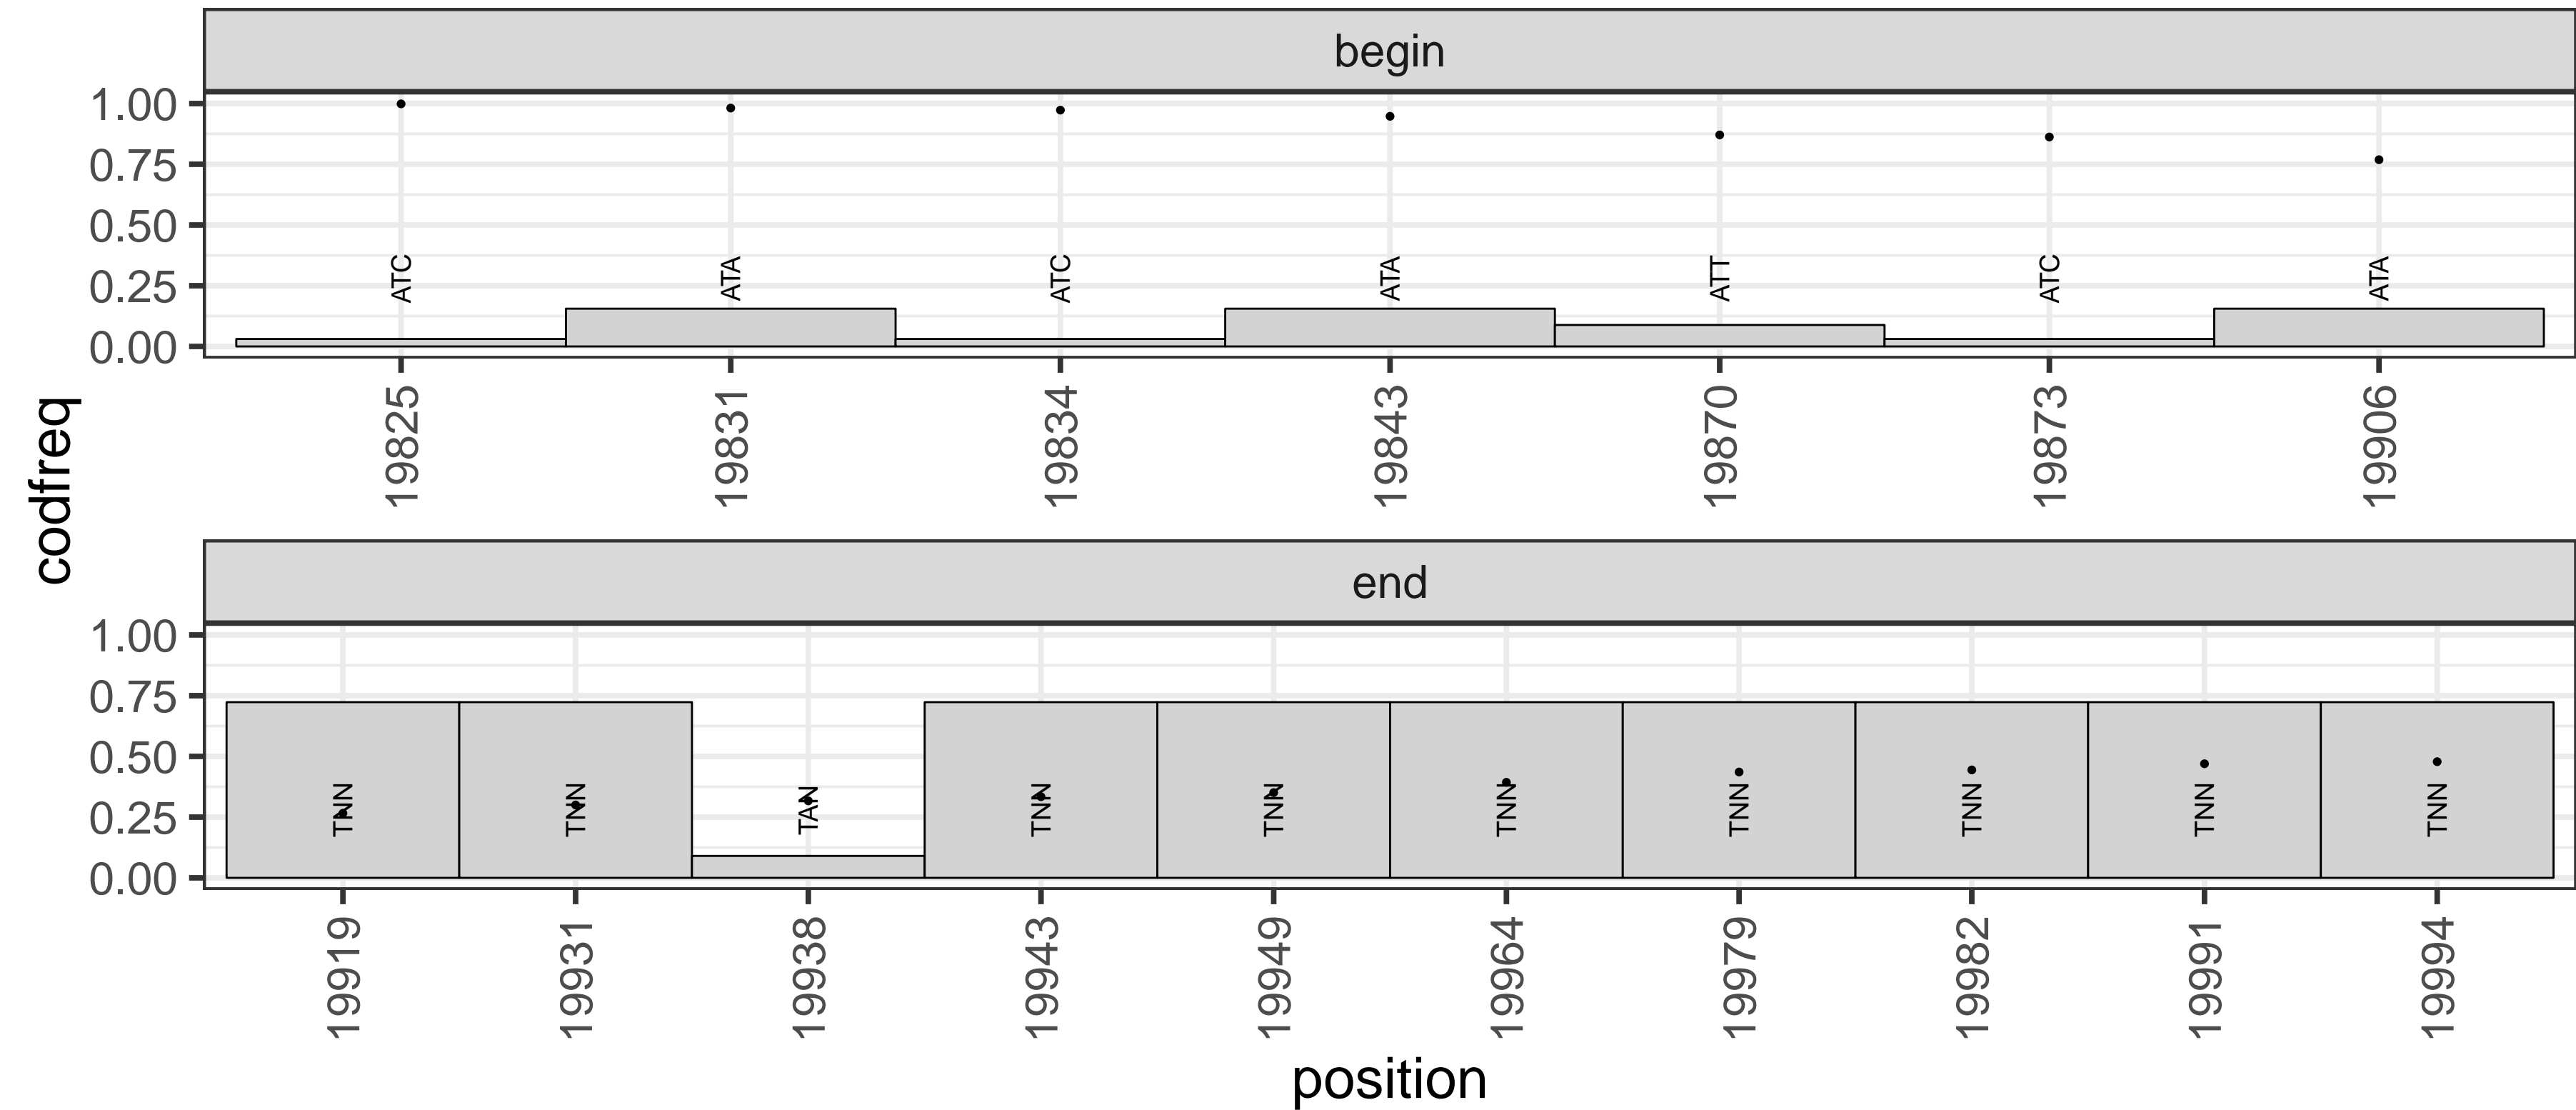 begin
1.00
0.75
0.50
0.25
0.00
ATC ATA ATC ATA ATT ATC ATA
19825 19831 19834 19843 19870 19873 19906
codfreq
end
1.00
0.75
0.50
0.25
0.00
TNN TNN TAN TNN TNN TNN TNN TNN TNN TNN
19919 19931 19938 19943 19949 19964 19979 19982 19991 19994
position